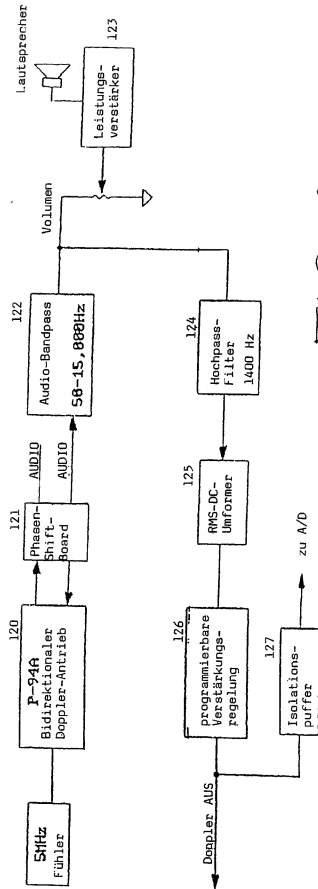 5MHz
Fühler
120
P-94A
Bidirektionaler
Doppler-Antrieb
121
Phasen-
Shift-
Board
AUDIO
AUDIO
122
Audio-Bandpass
50-15,000Hz
Volumen
Lautsprecher
123
Leistungs-
verstärker
124
Hochpass-
Filter
1400 Hz
125
RMS-DC-
Umformer
126
programmierbare
Verstärkungs-
regelung
Doppler AUS
127
Isolations-
puffer
zu A/D